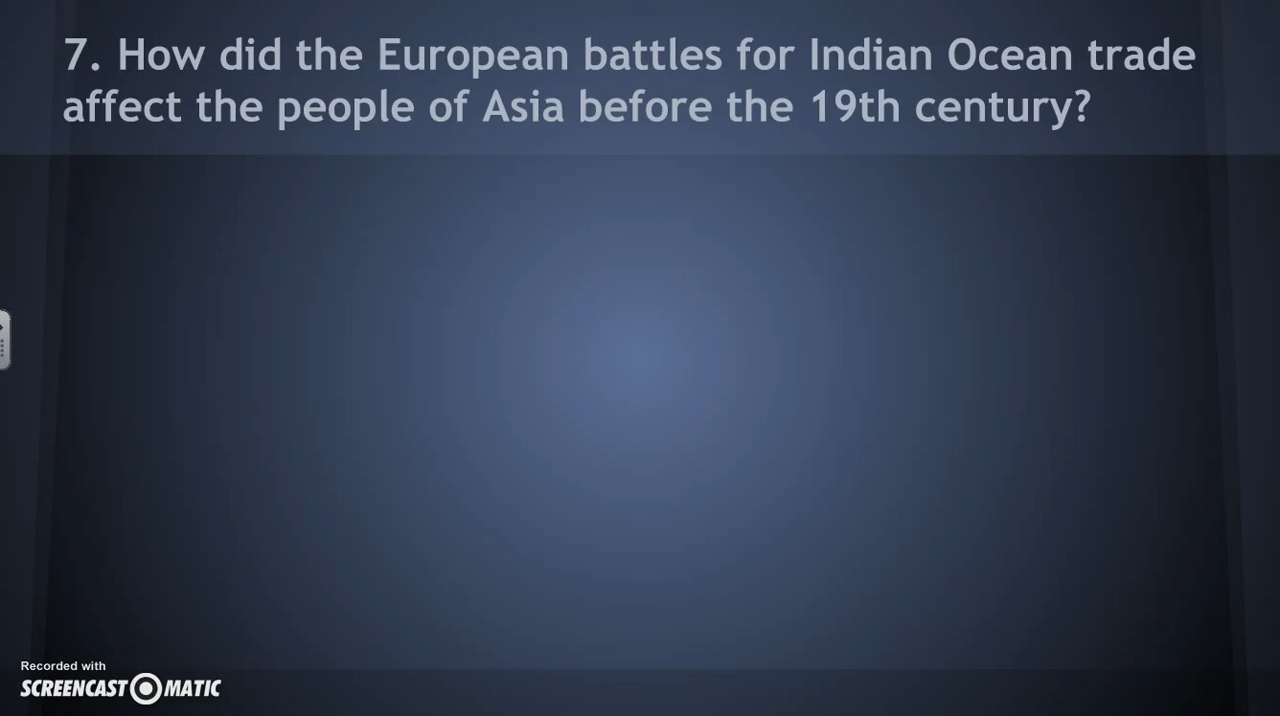 7. How did the European battles for Indian Ocean trade
affect the people of Asia before the 19th century?
Recorded with
SCREENCAST MATIC